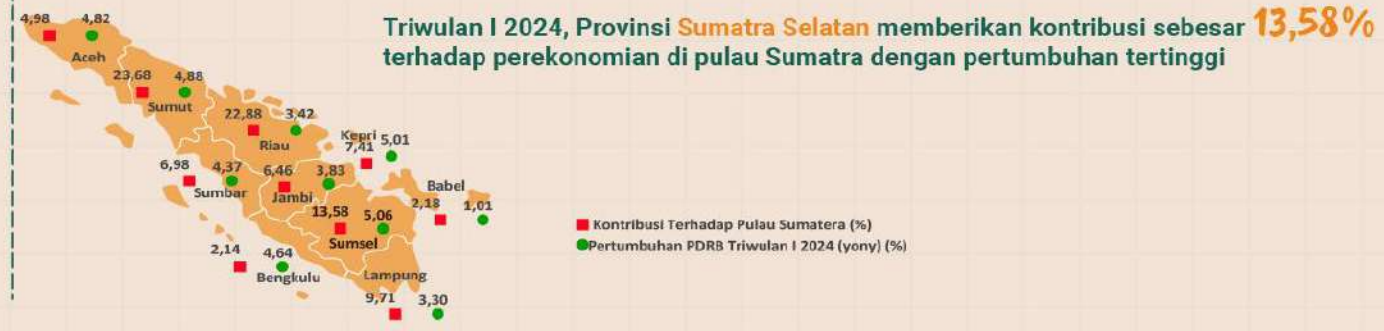 Triwulan I 2024, Provinsi Sumatra Selatan memberikan kontribusi sebesar 13,58%
terhadap perekonomian di pulau Sumatra dengan pertumbuhan tertinggi
4,98 4,82
Aceh
23,68 4,88
Sumut
22,88 3,42
Riau
Kepri
7,41 5,01
6,98 4,37
Sumbar
6,46 3,83
Jambi
Babel
2,18 1,01
13,58 5,06
Sumsel
2,14 4,64
Bengkulu
Lampung
9,71 3,30
Kontribusi Terhadap Pulau Sumatera (%)
Pertumbuhan PDRB Triwulan I 2024 (yony) (%)